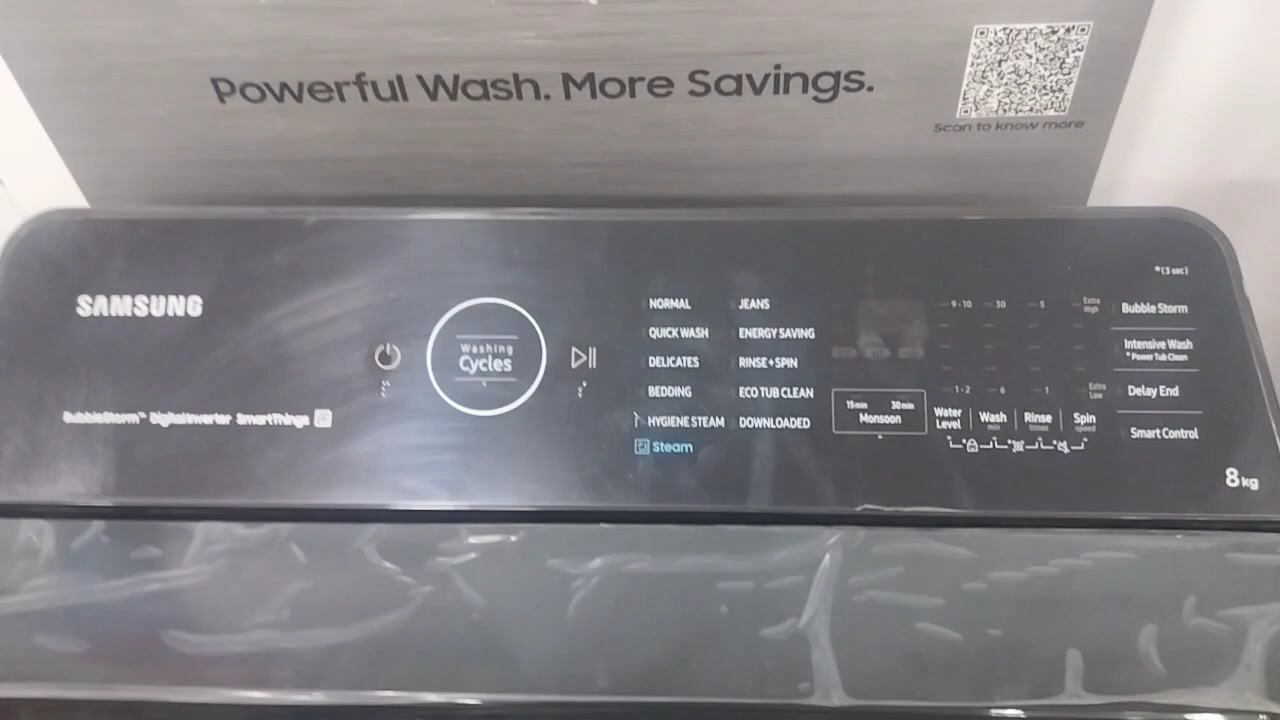 Powerful Wash. More Savings.
Scan to know more
SAMSUNG
BubbleStorm™ DigitalInverter SmartThings
Washing
Cycles
NORMAL
QUICK WASH
DELICATES
BEDDING
HYGIENE STEAM
Steam
JEANS
ENERGY SAVING
RINSE+SPIN
ECO TUB CLEAN
DOWNLOADED
15min 30min
Monsoon
9-10 30 5 Extra High
1-2 6 1 Extra Low
Water Level Wash min Rinse times Spin speed
*(3 sec)
Bubble Storm
Intensive Wash
* Power Tub Clean
Delay End
Smart Control
8kg